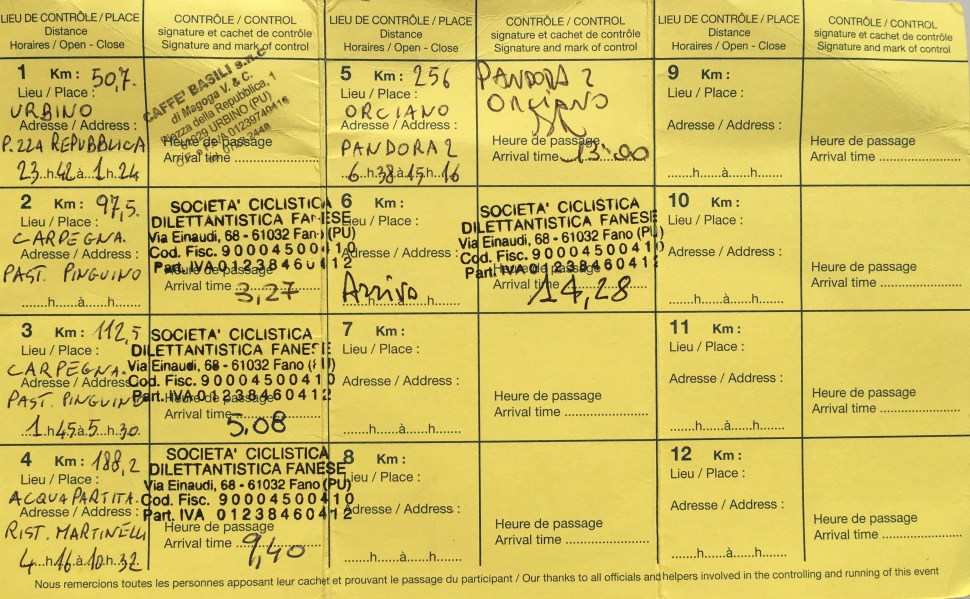 LIEU DE CONTRÔLE / PLACE
Distance
Horaires / Open - Close
CONTRÔLE / CONTROL
signature et cachet de contrôle
Signature and mark of control
LIEU DE CONTRÔLE / PLACE
Distance
Horaires / Open - Close
CONTRÔLE / CONTROL
signature et cachet de contrôle
Signature and mark of control
LIEU DE CONTRÔLE / PLACE
Distance
Horaires / Open - Close
CONTRÔLE / CONTROL
signature et cachet de contrôle
Signature and mark of control
1 Km : 50,7.
Lieu / Place :
URBINO
Adresse / Address :
P.ZZA REPUBBLICA
23 h 42 à 1 h 24
CAFFE' BASILI s.n.c.
di Magoga V. & C.
Piazza della Repubblica, 1
61029 URBINO (PU)
Heure de passage
Arrival time
2 Km : 97,5.
Lieu / Place :
CARPEGNA.
Adresse / Address :
PAST. PINGUINO
......h......à......h......
SOCIETA' CICLISTICA
DILETTANTISTICA FANESE
Via Einaudi, 68 - 61032 Fano (PU)
Cod. Fisc. 90004500410
Part. IVA 01238460412
Heure de passage
Arrival time 3,27
3 Km : 112,5
Lieu / Place :
CARPEGNA.
Adresse / Address
PAST. PINGUINO
1 h 45 à 5 h 30
SOCIETA' CICLISTICA
DILETTANTISTICA FANESE
Via Einaudi, 68 - 61032 Fano (PU)
Cod. Fisc. 90004500410
Part. IVA 01238460412
Heure de passage
Arrival time 5,08
4 Km : 188,2
Lieu / Place :
ACQUAPARTITA.
Adresse / Address :
RIST. MARTINELLI
4 h 16 à 10 h 32
SOCIETA' CICLISTICA
DILETTANTISTICA FANESE
Via Einaudi, 68 - 61032 Fano (PU)
Cod. Fisc. 90004500410
Part. IVA 01238460412
Heure de passage
Arrival time 9,40
5 Km : 256
Lieu / Place :
ORCIANO
Adresse / Address :
PANDORA 2
6 h 38 à 15 h 16
PANDORA 2
ORCIANO
Heure de passage
Arrival time 13:00
6 Km :
Lieu / Place :
Adresse / Address :
Arrivo
......h......à......h......
SOCIETA' CICLISTICA
DILETTANTISTICA FANESE
Via Einaudi, 68 - 61032 Fano (PU)
Cod. Fisc. 90004500410
Part. IVA 01238460412
Heure de passage
Arrival time
14,28
7 Km :
Lieu / Place :
Adresse / Address :
......h......à......h......
Heure de passage
Arrival time
8 Km :
Lieu / Place :
Adresse / Address :
......h......à......h......
Heure de passage
Arrival time
9 Km :
Lieu / Place :
Adresse / Address :
......h......à......h......
Heure de passage
Arrival time
10 Km :
Lieu / Place :
Adresse / Address :
......h......à......h......
Heure de passage
Arrival time
11 Km :
Lieu / Place :
Adresse / Address :
......h......à......h......
Heure de passage
Arrival time
12 Km :
Lieu / Place :
Adresse / Address :
......h......à......h......
Heure de passage
Arrival time
Nous remercions toutes les personnes apposant leur cachet et prouvant le passage du participant / Our thanks to all officials and helpers involved in the controlling and running of this event